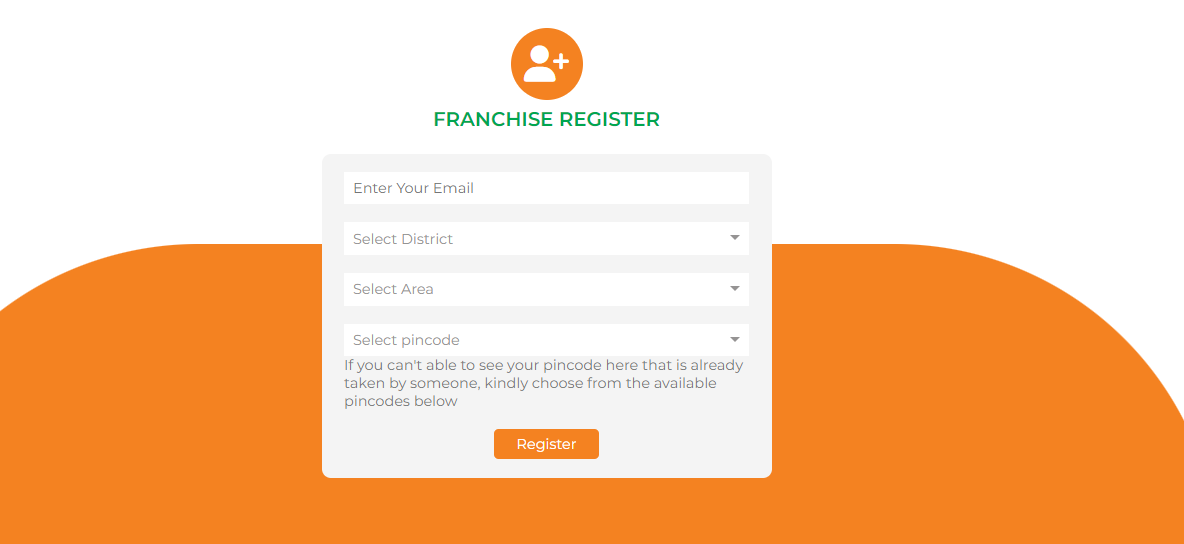 FRANCHISE REGISTER
Enter Your Email
Select District
Select Area
Select pincode
If you can't able to see your pincode here that is already
taken by someone, kindly choose from the available
pincodes below
Register